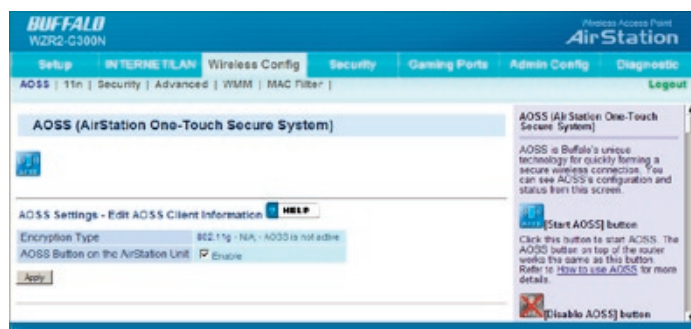 BUFFALO
WZR2-G300N
Wireless Access Point
AirStation
Setup INTERNET/LAN Wireless Config Security Gaming Ports Admin Config Diagnostic
AOSS | 11n | Security | Advanced | WMM | MAC Filter |
Logout
AOSS (AirStation One-Touch Secure System)
AOSS Settings - Edit AOSS Client Information ? HELP
Encryption Type 802.11g - N/A - AOSS is not active
AOSS Button on the AirStation Unit Enable
Apply
AOSS (AirStation One-Touch
Secure System)
AOSS is Buffalo's unique
technology for quickly forming a
secure wireless connection. You
can see AOSS's configuration and
status from this screen.
[Start AOSS] button
Click this button to start AOSS. The
AOSS button on top of the router
works the same as this button.
Refer to How to use AOSS for more
details.
[Disable AOSS] button